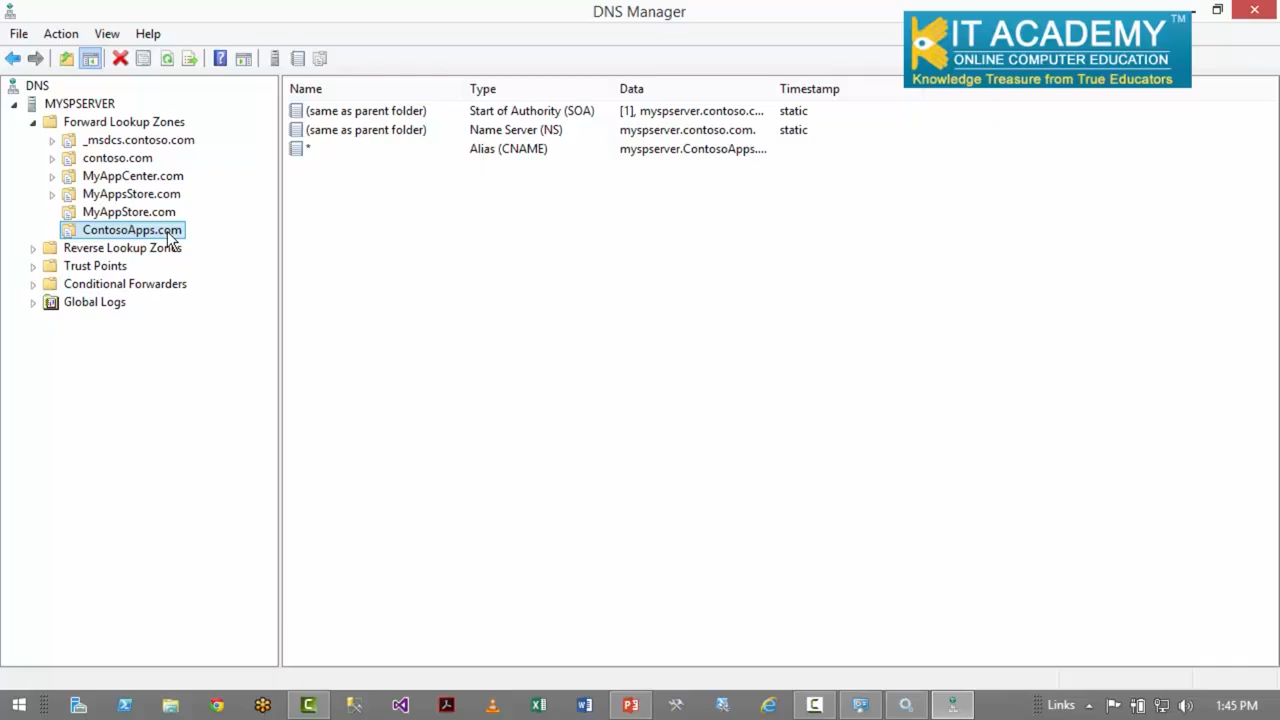 DNS Manager
File Action View Help
KIT ACADEMY TM
ONLINE COMPUTER EDUCATION
Knowledge Treasure from True Educators
DNS
MYSPSERVER
Forward Lookup Zones
_msdcs.contoso.com
contoso.com
MyAppCenter.com
MyAppsStore.com
MyAppStore.com
ContosoApps.com
Reverse Lookup Zones
Trust Points
Conditional Forwarders
Global Logs
Name Type Data Timestamp
(same as parent folder) Start of Authority (SOA) [1], myspserver.contoso.c... static
(same as parent folder) Name Server (NS) myspserver.contoso.com. static
* Alias (CNAME) myspserver.ContosoApps....
Links 1:45 PM